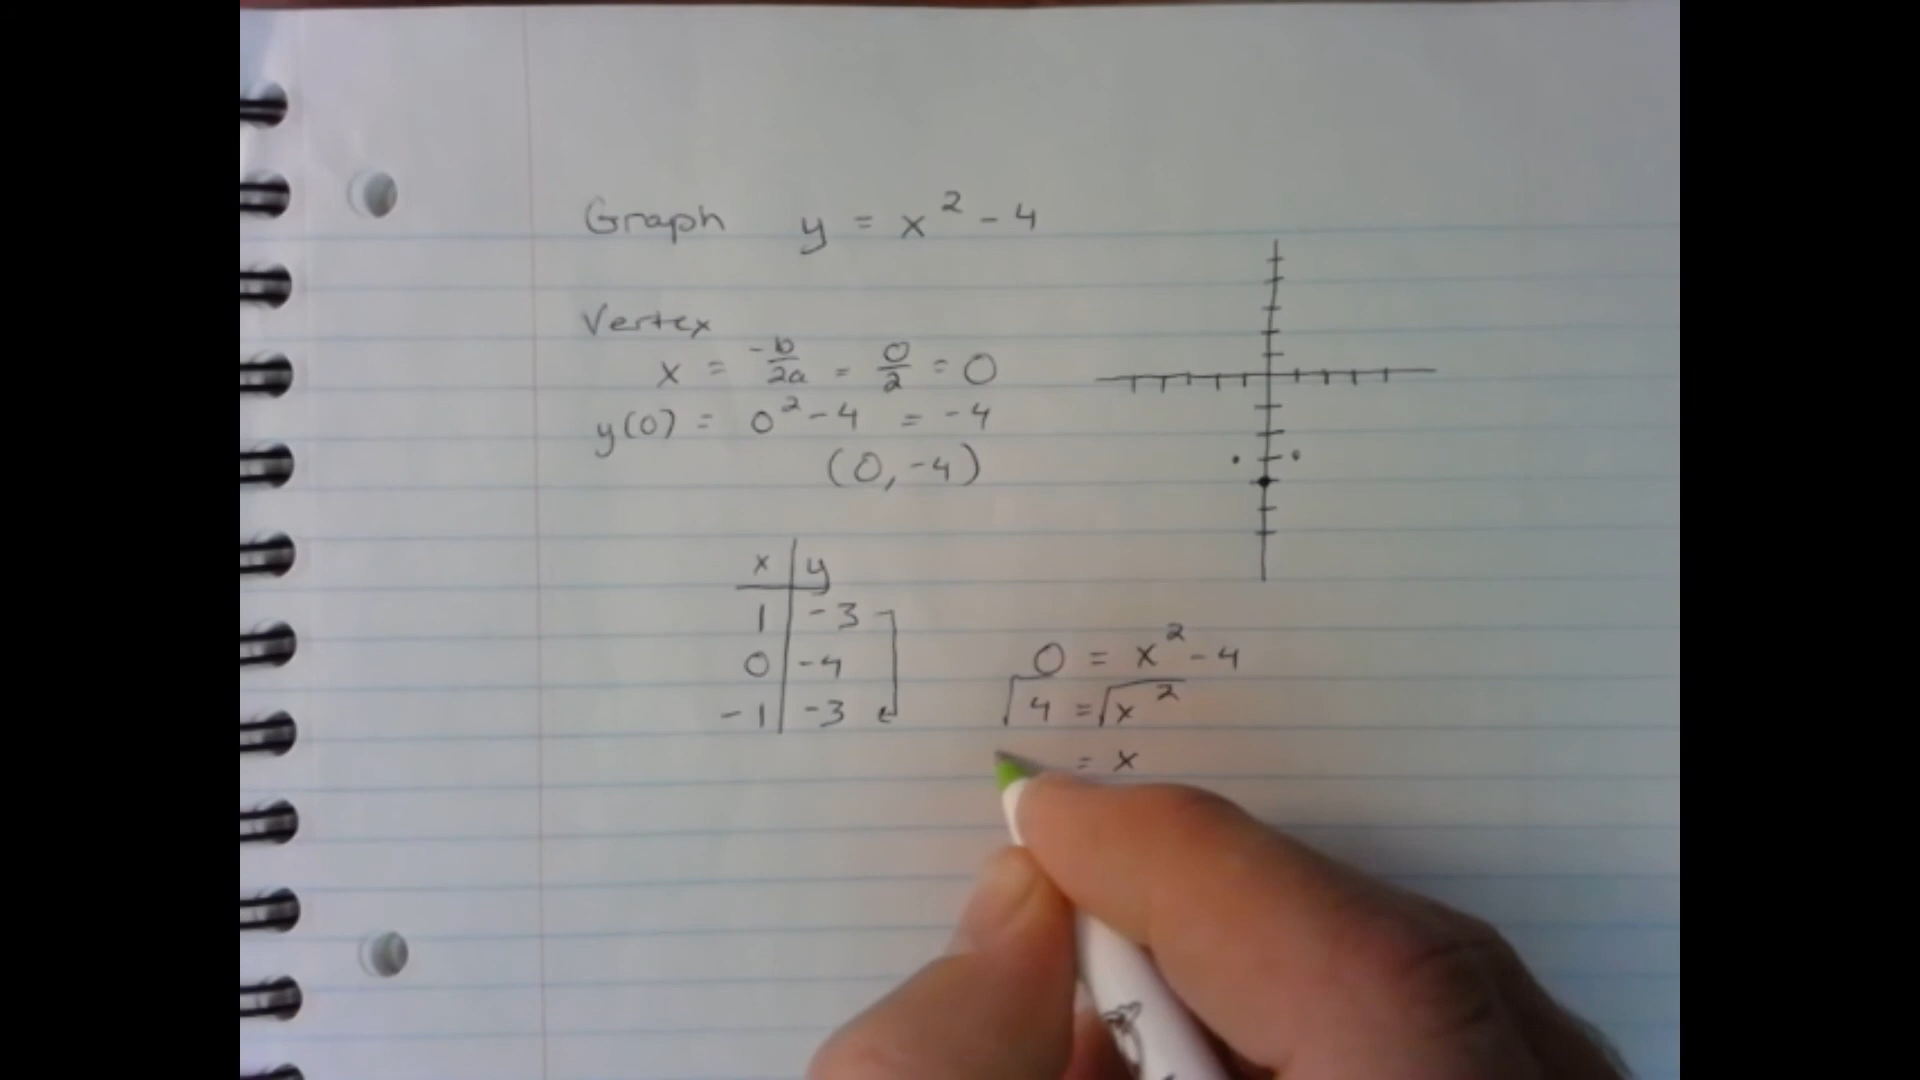 Graph y = x² - 4
Vertex
x = -b/2a = 0/2 = 0
y(0) = 0² - 4 = -4
(0, -4)
x | y
1 | -3
0 | -4
-1 | -3
0 = x² - 4
√4 = √x²
= x